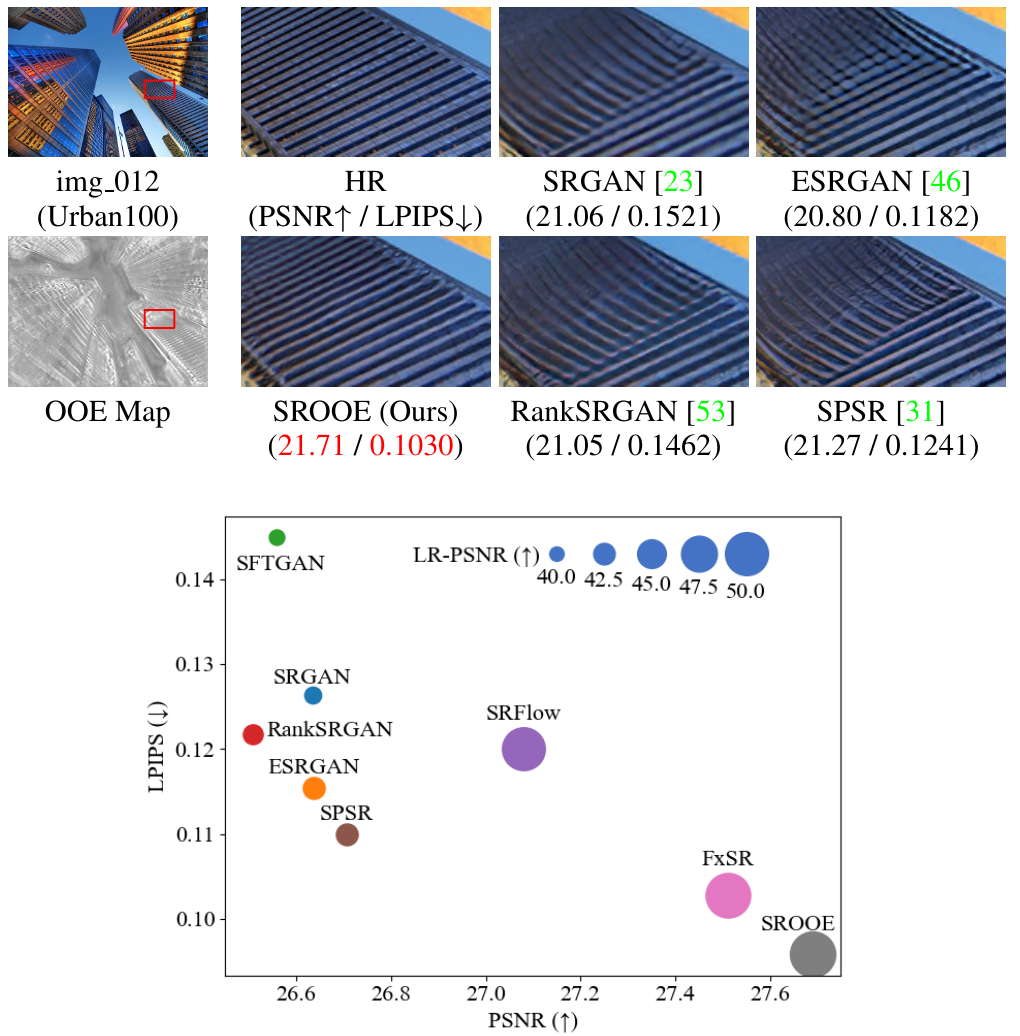 img_012
(Urban100)
HR
(PSNR↑ / LPIPS↓)
SRGAN [23]
(21.06 / 0.1521)
ESRGAN [46]
(20.80 / 0.1182)
OOE Map
SROOE (Ours)
(21.71 / 0.1030)
RankSRGAN [53]
(21.05 / 0.1462)
SPSR [31]
(21.27 / 0.1241)
SFTGAN
LR-PSNR (↑)
40.0
42.5
45.0
47.5
50.0
SRGAN
RankSRGAN
ESRGAN
SPSR
SRFlow
FxSR
SROOE
LPIPS (↓)
0.14
0.13
0.12
0.11
0.10
26.6
26.8
27.0
27.2
27.4
27.6
PSNR (↑)